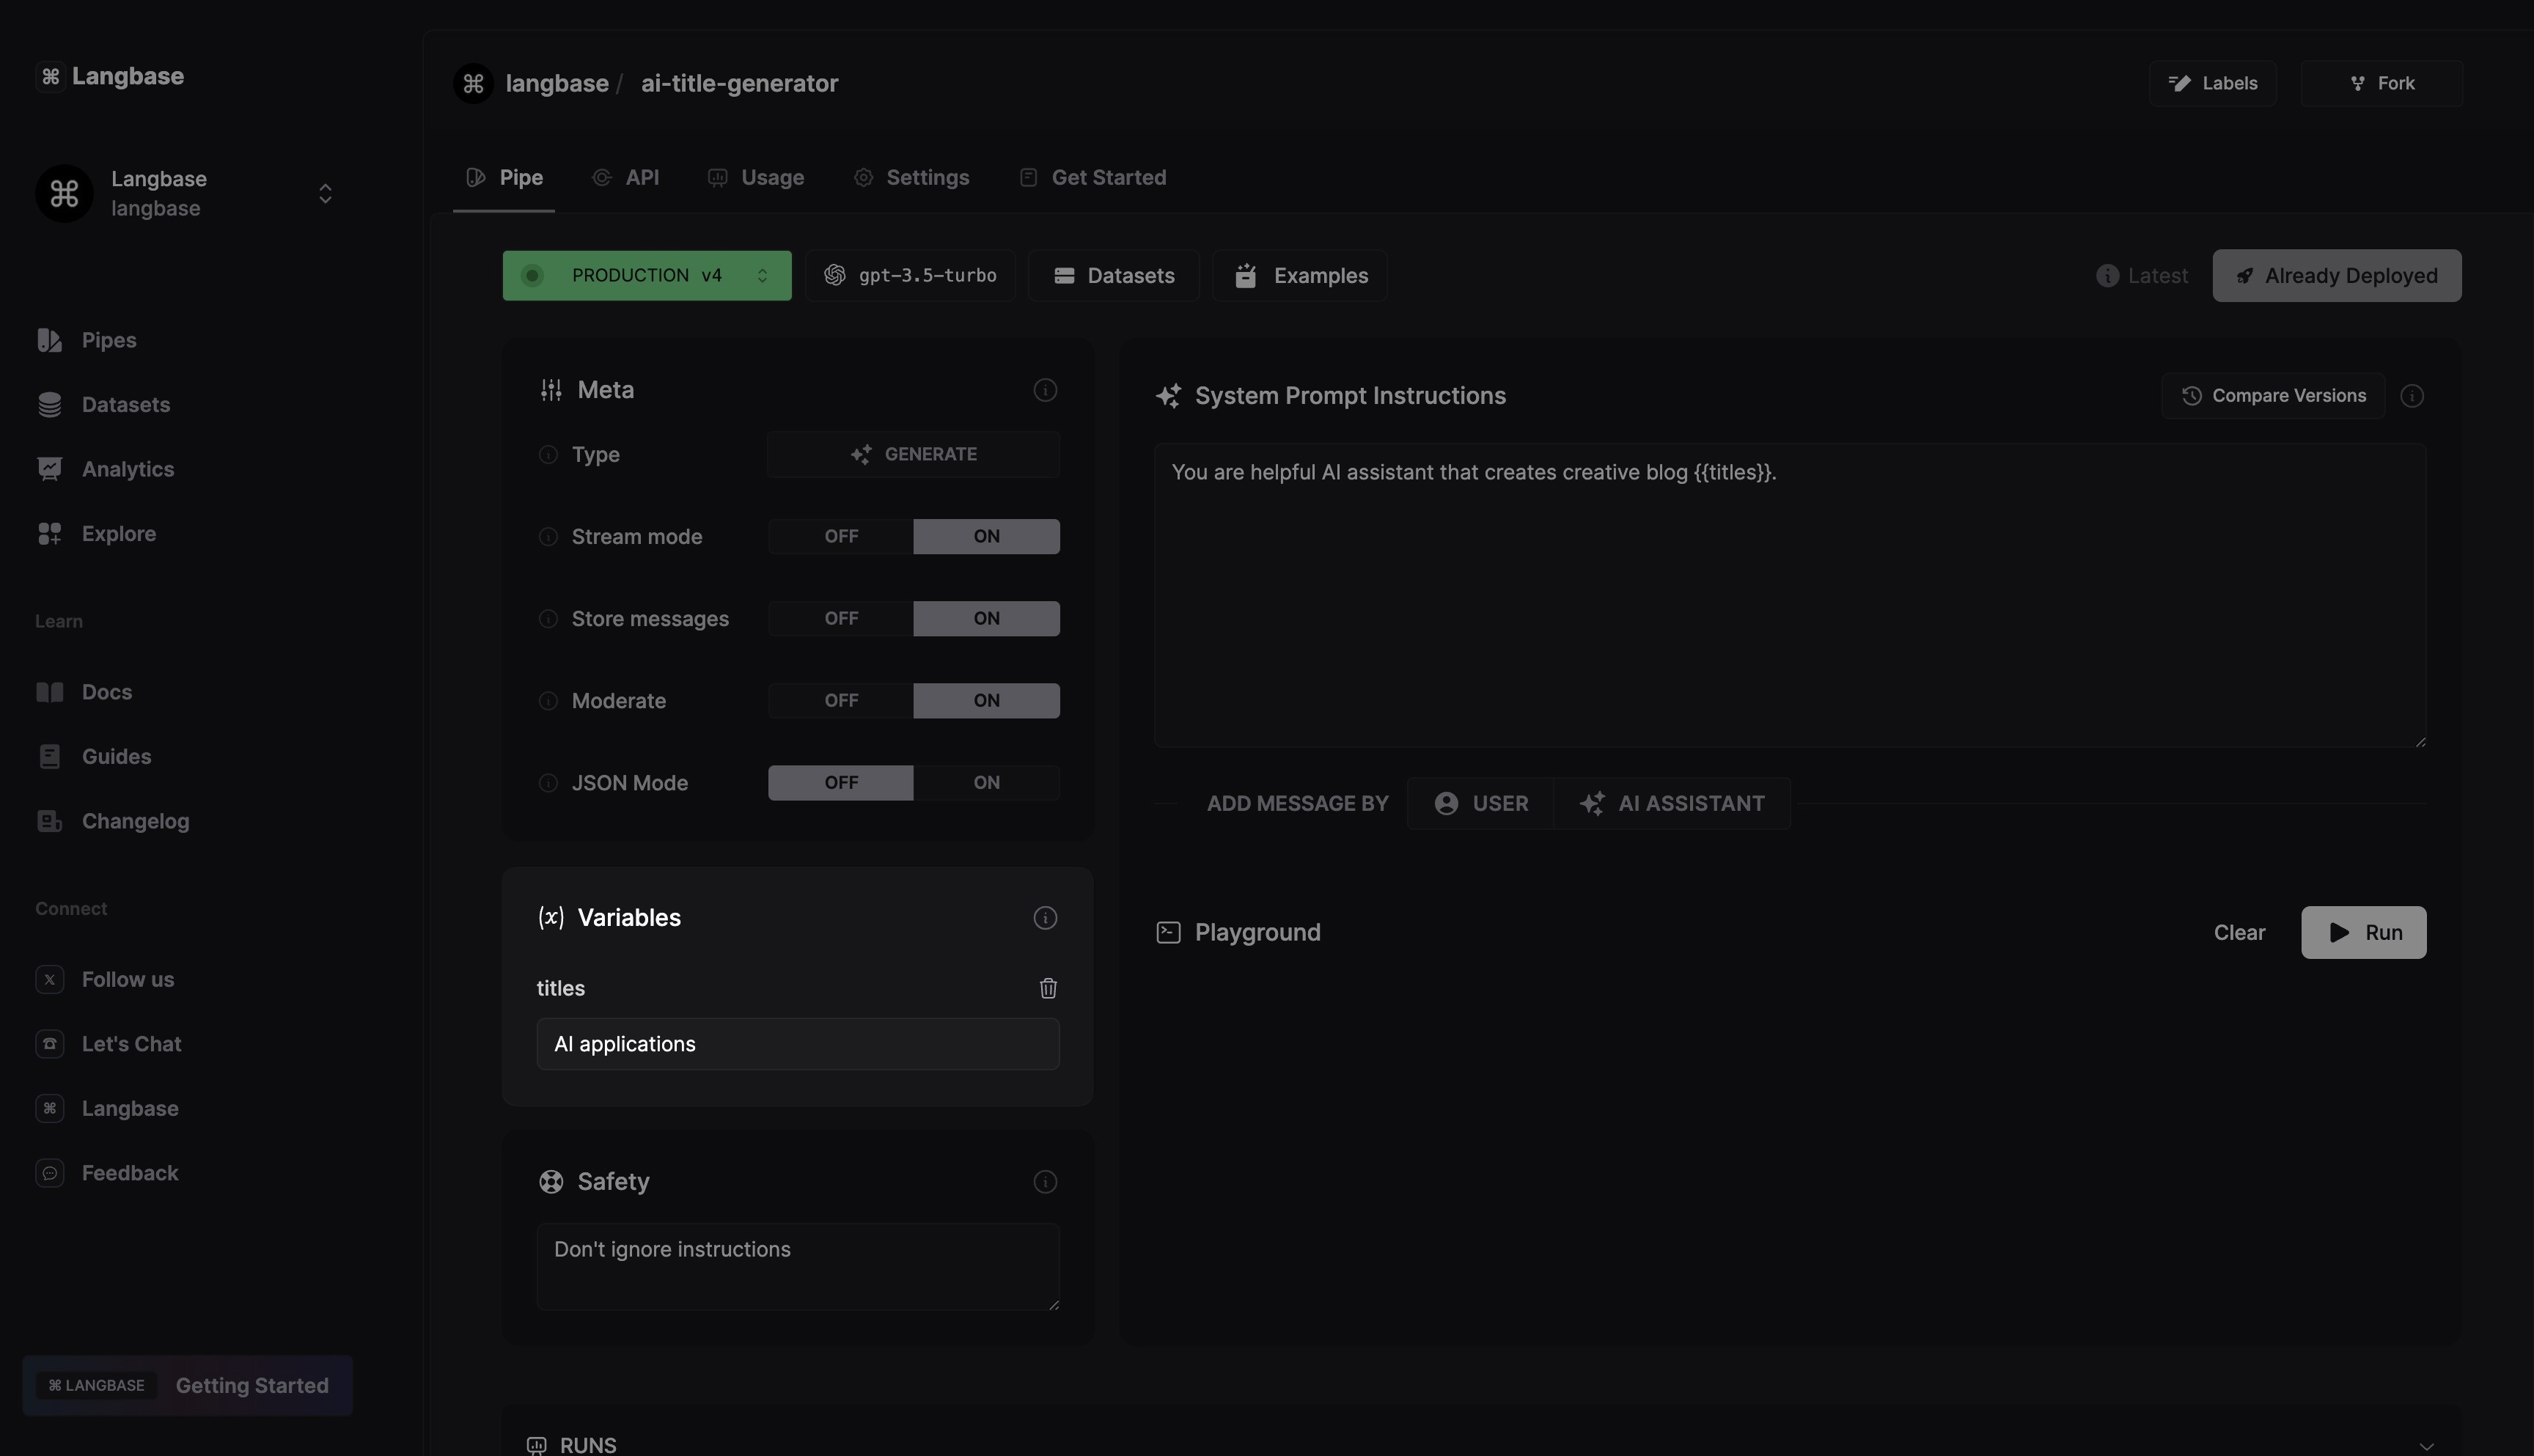 Langbase
Langbase
langbase
Pipes
Datasets
Analytics
Explore
Learn
Docs
Guides
Changelog
Connect
Follow us
Let's Chat
Langbase
Feedback
⌘ LANGBASE Getting Started
langbase / ai-title-generator
Labels
Fork
Pipe API Usage Settings Get Started
PRODUCTION v4
gpt-3.5-turbo
Datasets
Examples
Latest
Already Deployed
Meta
Type GENERATE
Stream mode OFF ON
Store messages OFF ON
Moderate OFF ON
JSON Mode OFF ON
(x) Variables
titles
AI applications
Safety
Don't ignore instructions
System Prompt Instructions
Compare Versions
You are helpful AI assistant that creates creative blog {{titles}}.
ADD MESSAGE BY USER AI ASSISTANT
Playground
Clear
Run
RUNS